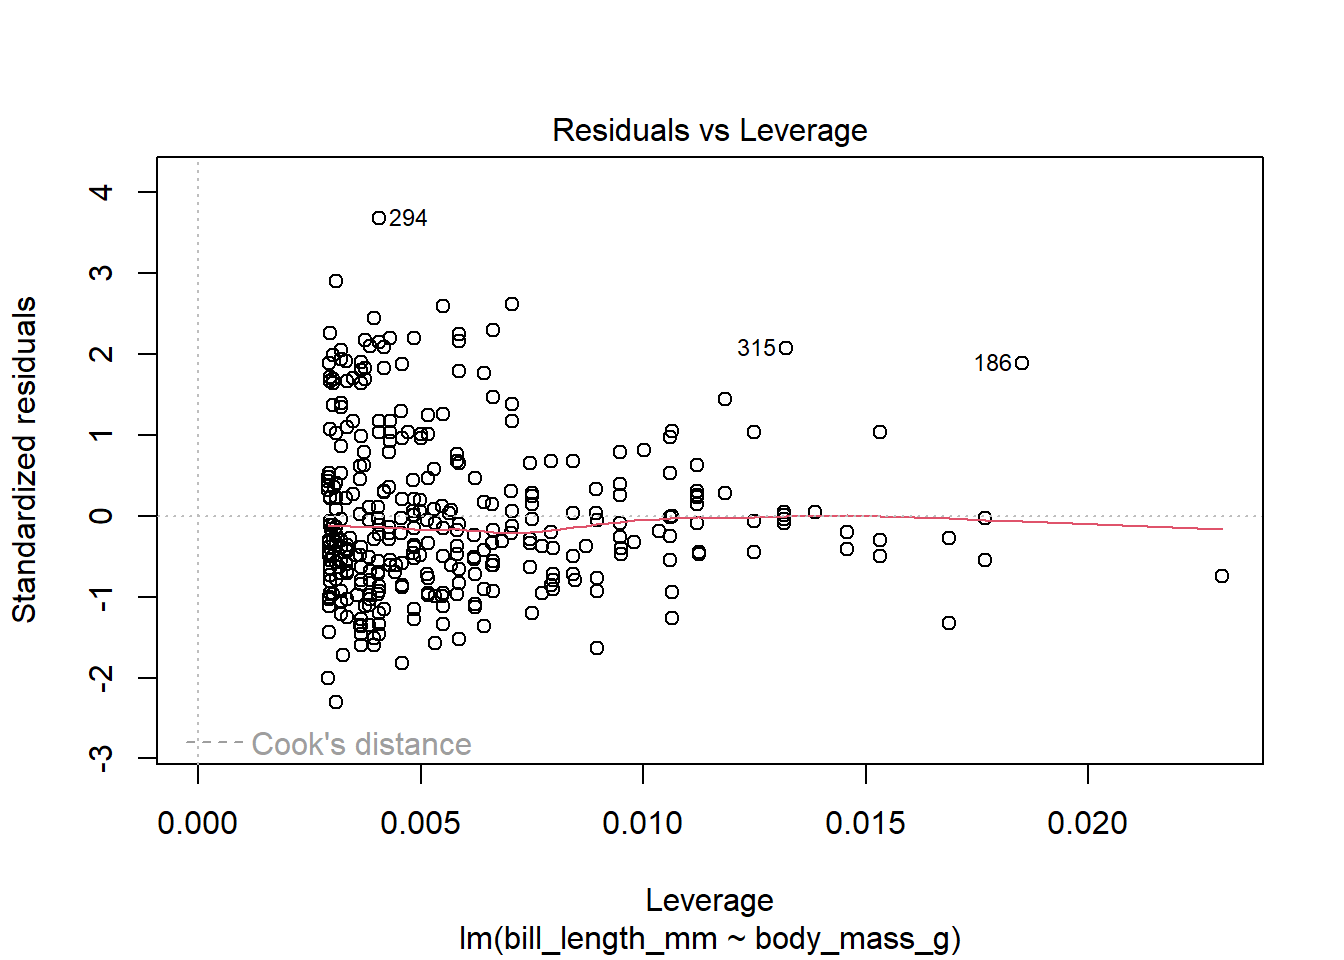 Residuals vs Leverage
Standardized residuals
4
3
2
1
0
-1
-2
-3
294
315
186
Cook's distance
0.000 0.005 0.010 0.015 0.020
Leverage
lm(bill_length_mm ~ body_mass_g)